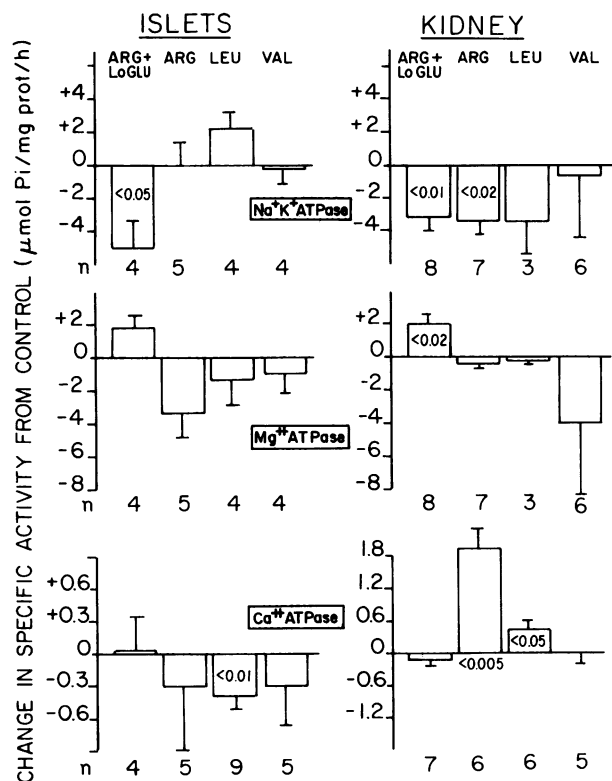 ISLETS KIDNEY
ARG+ ARG LEU VAL ARG+ ARG LEU VAL
LoGLU LoGLU
CHANGE IN SPECIFIC ACTIVITY FROM CONTROL (μmol Pi/mg prot/h)
+4 +4
+2 +2
0 0
-2 <0.05 -2 <0.01 <0.02
Na⁺K⁺ATPase
-4 -4
n 4 5 4 4 8 7 3 6
+2 +2 <0.02
0 0
-2 -2
-4 -4
Mg⁺⁺ATPase
-6 -6
-8 -8
n 4 5 4 4 8 7 3 6
+0.6 1.8
+0.3 1.2
Ca⁺⁺ATPase 0.6 <0.05
0 0 <0.005
-0.3 <0.01 -0.6
-0.6 -1.2
n 4 5 9 5 7 6 6 5